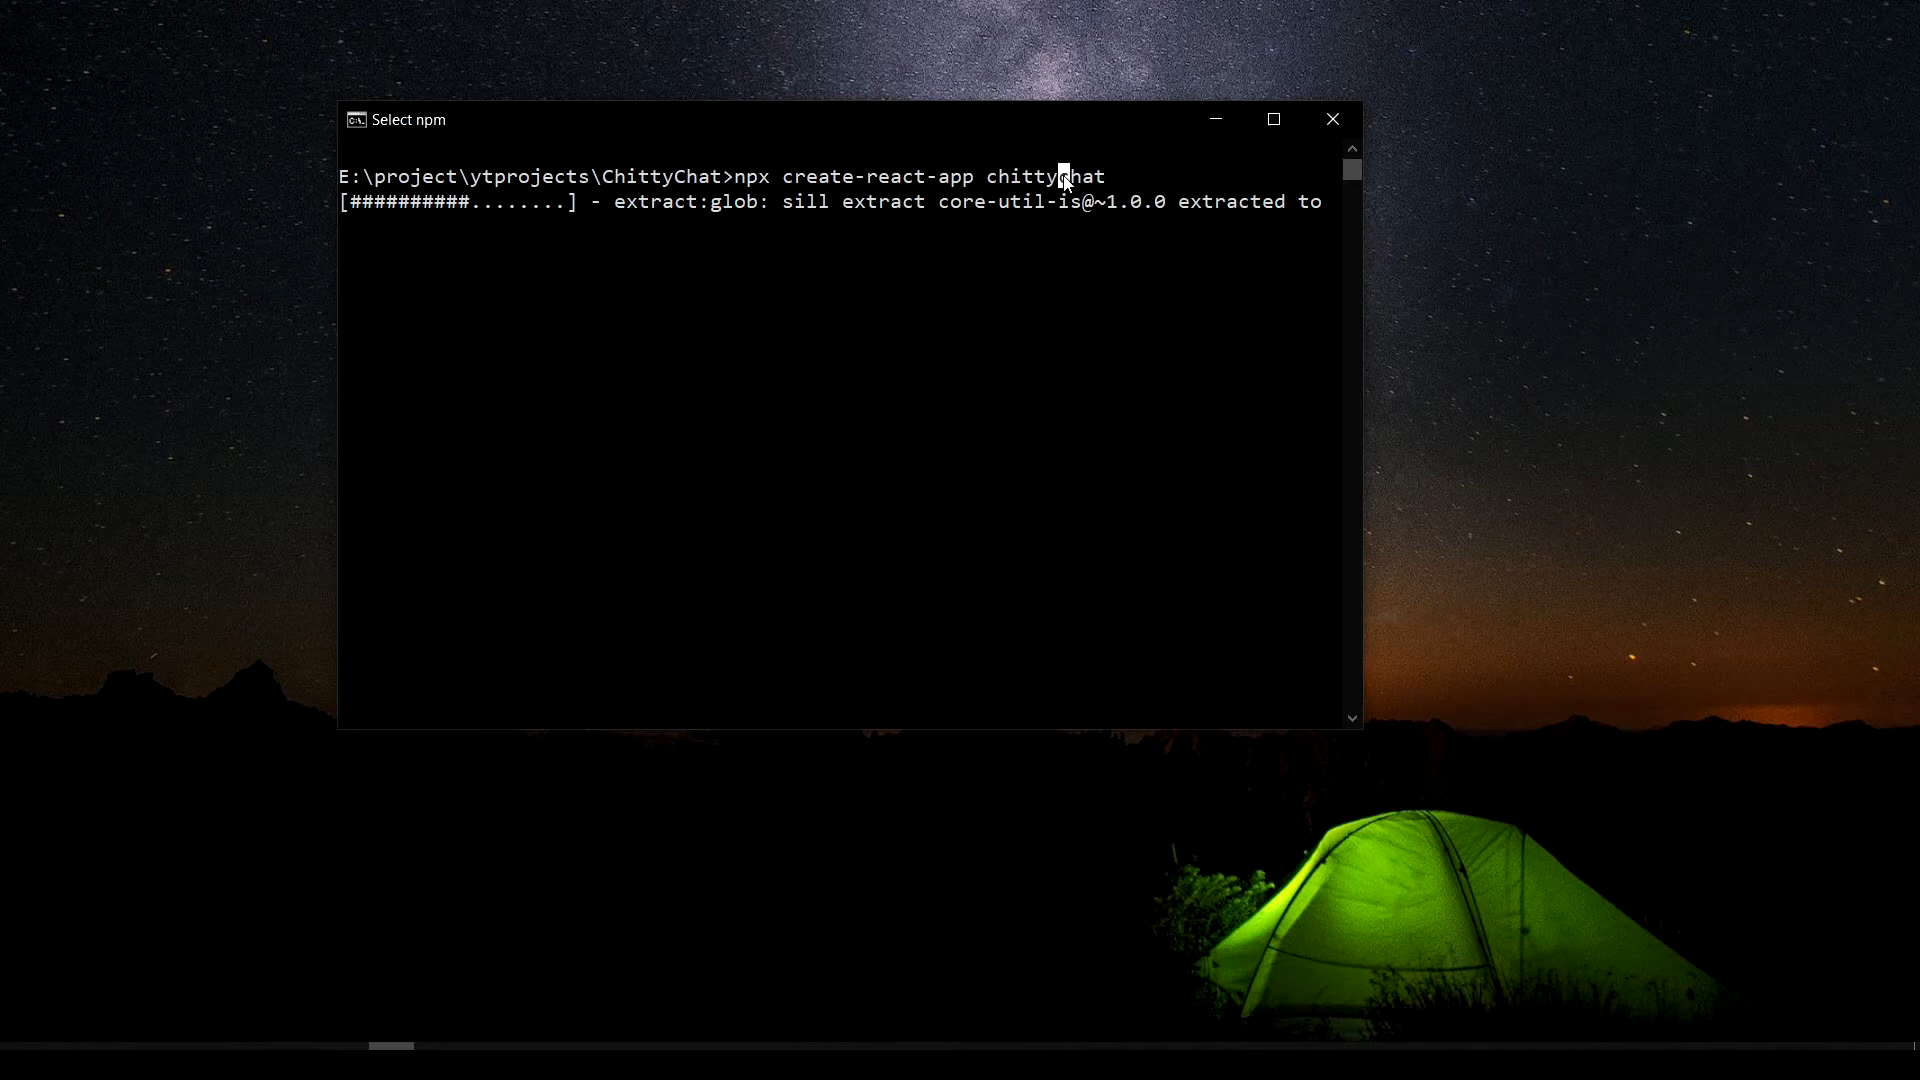 Select npm
E:\project\ytprojects\ChittyChat>npx create-react-app chittychat
[##########........] - extract:glob: sill extract core-util-is@~1.0.0 extracted to